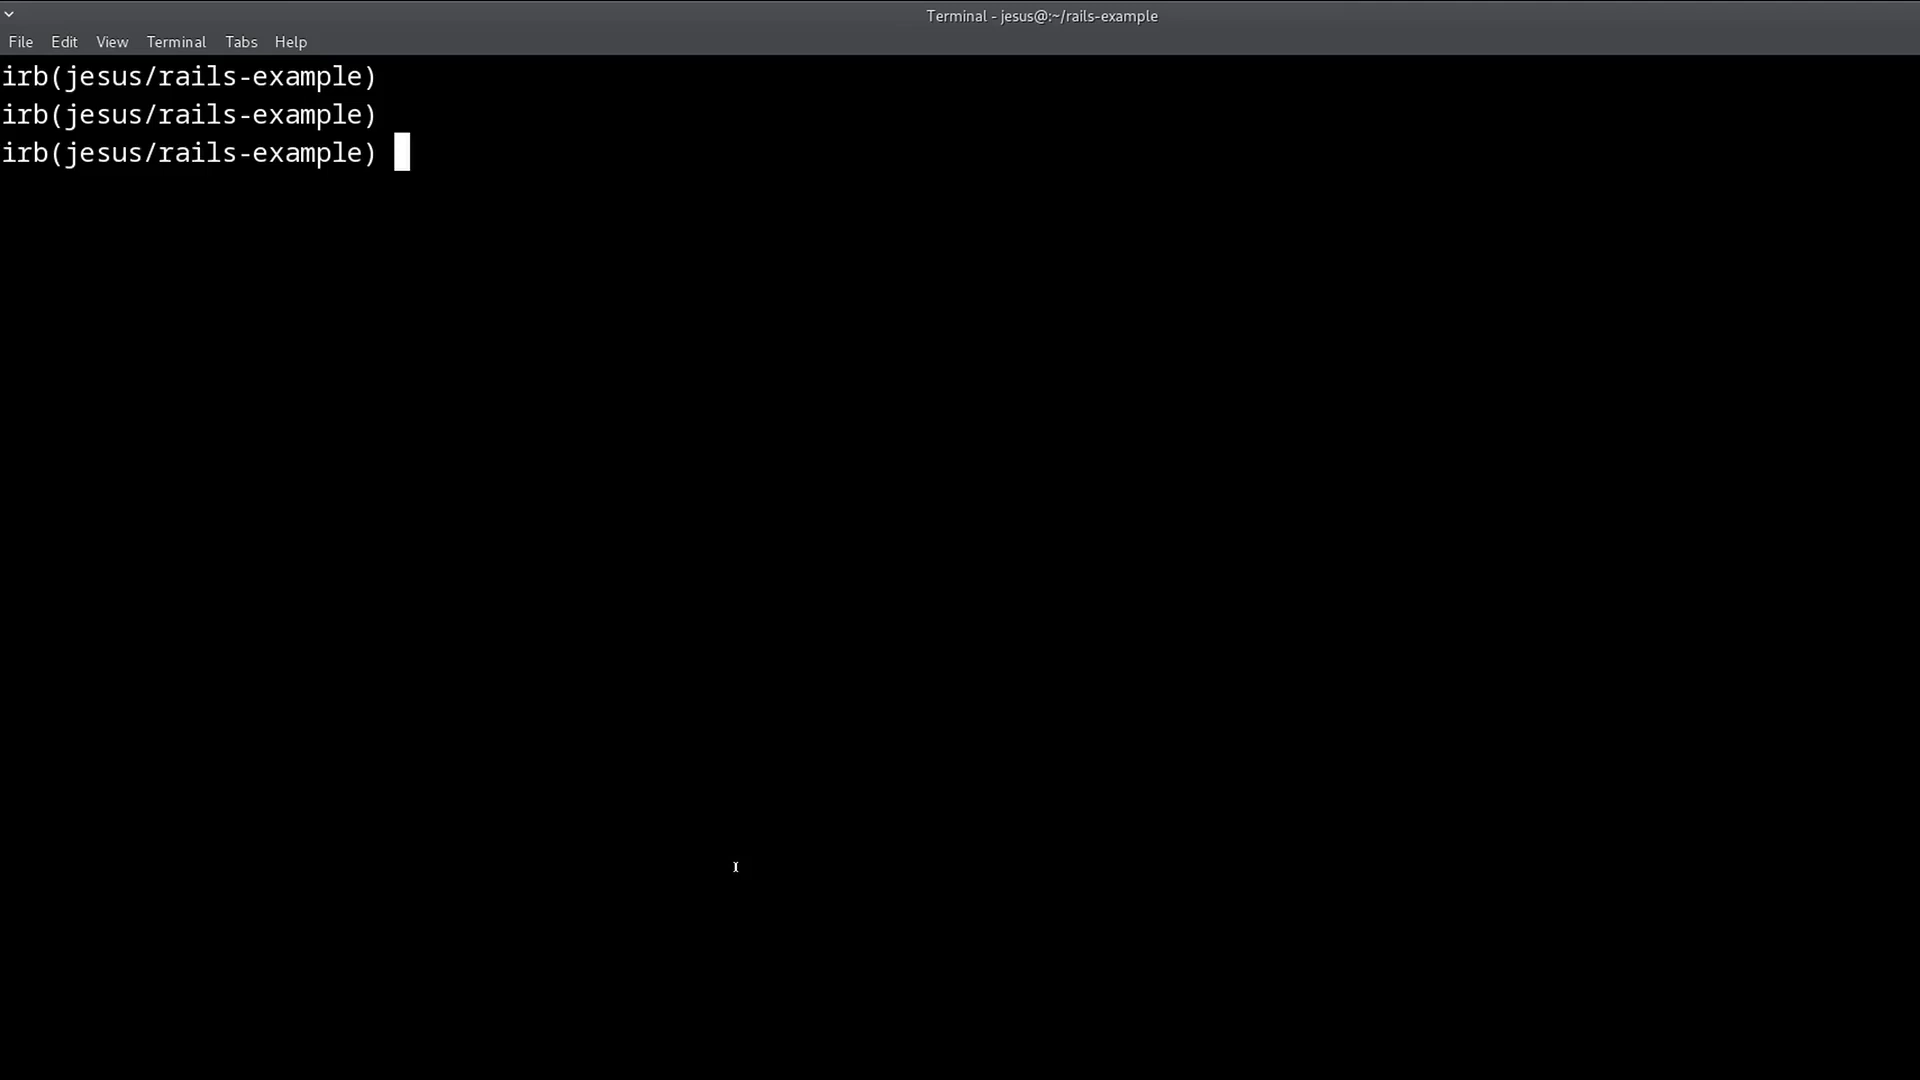 Terminal - jesus@:~/rails-example
File Edit View Terminal Tabs Help
irb(jesus/rails-example)
irb(jesus/rails-example)
irb(jesus/rails-example)